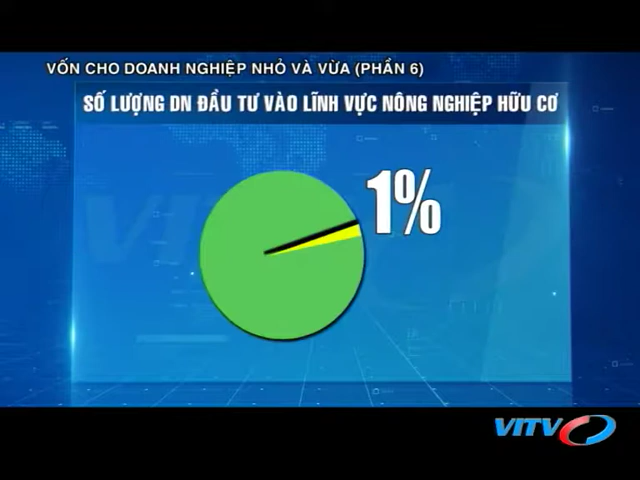 VỐN CHO DOANH NGHIỆP NHỎ VÀ VỪA (PHẦN 6)
SỐ LƯỢNG DN ĐẦU TƯ VÀO LĨNH VỰC NÔNG NGHIỆP HỮU CƠ
1%
VITV